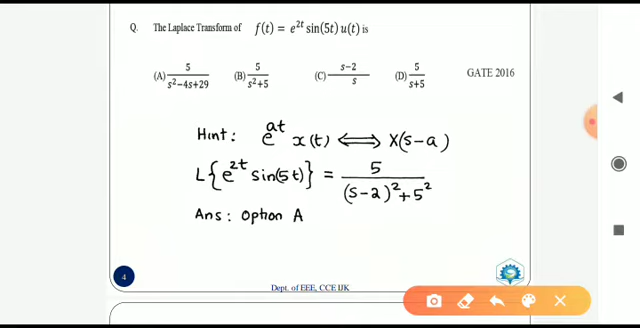 Q. The Laplace Transform of f(t) = e^{2t} sin(5t) u(t) is
(A) 5/(s²−4s+29) (B) 5/(s²+5) (C) (s−2)/s (D) 5/(s+5) GATE 2016
Hint: e^{at} x(t) ⟺ X(s-a)
L{e^{2t} sin(5t)} = 5/((s-2)²+5²)
Ans: Option A
4
Dept. of EEE, CCE IJK